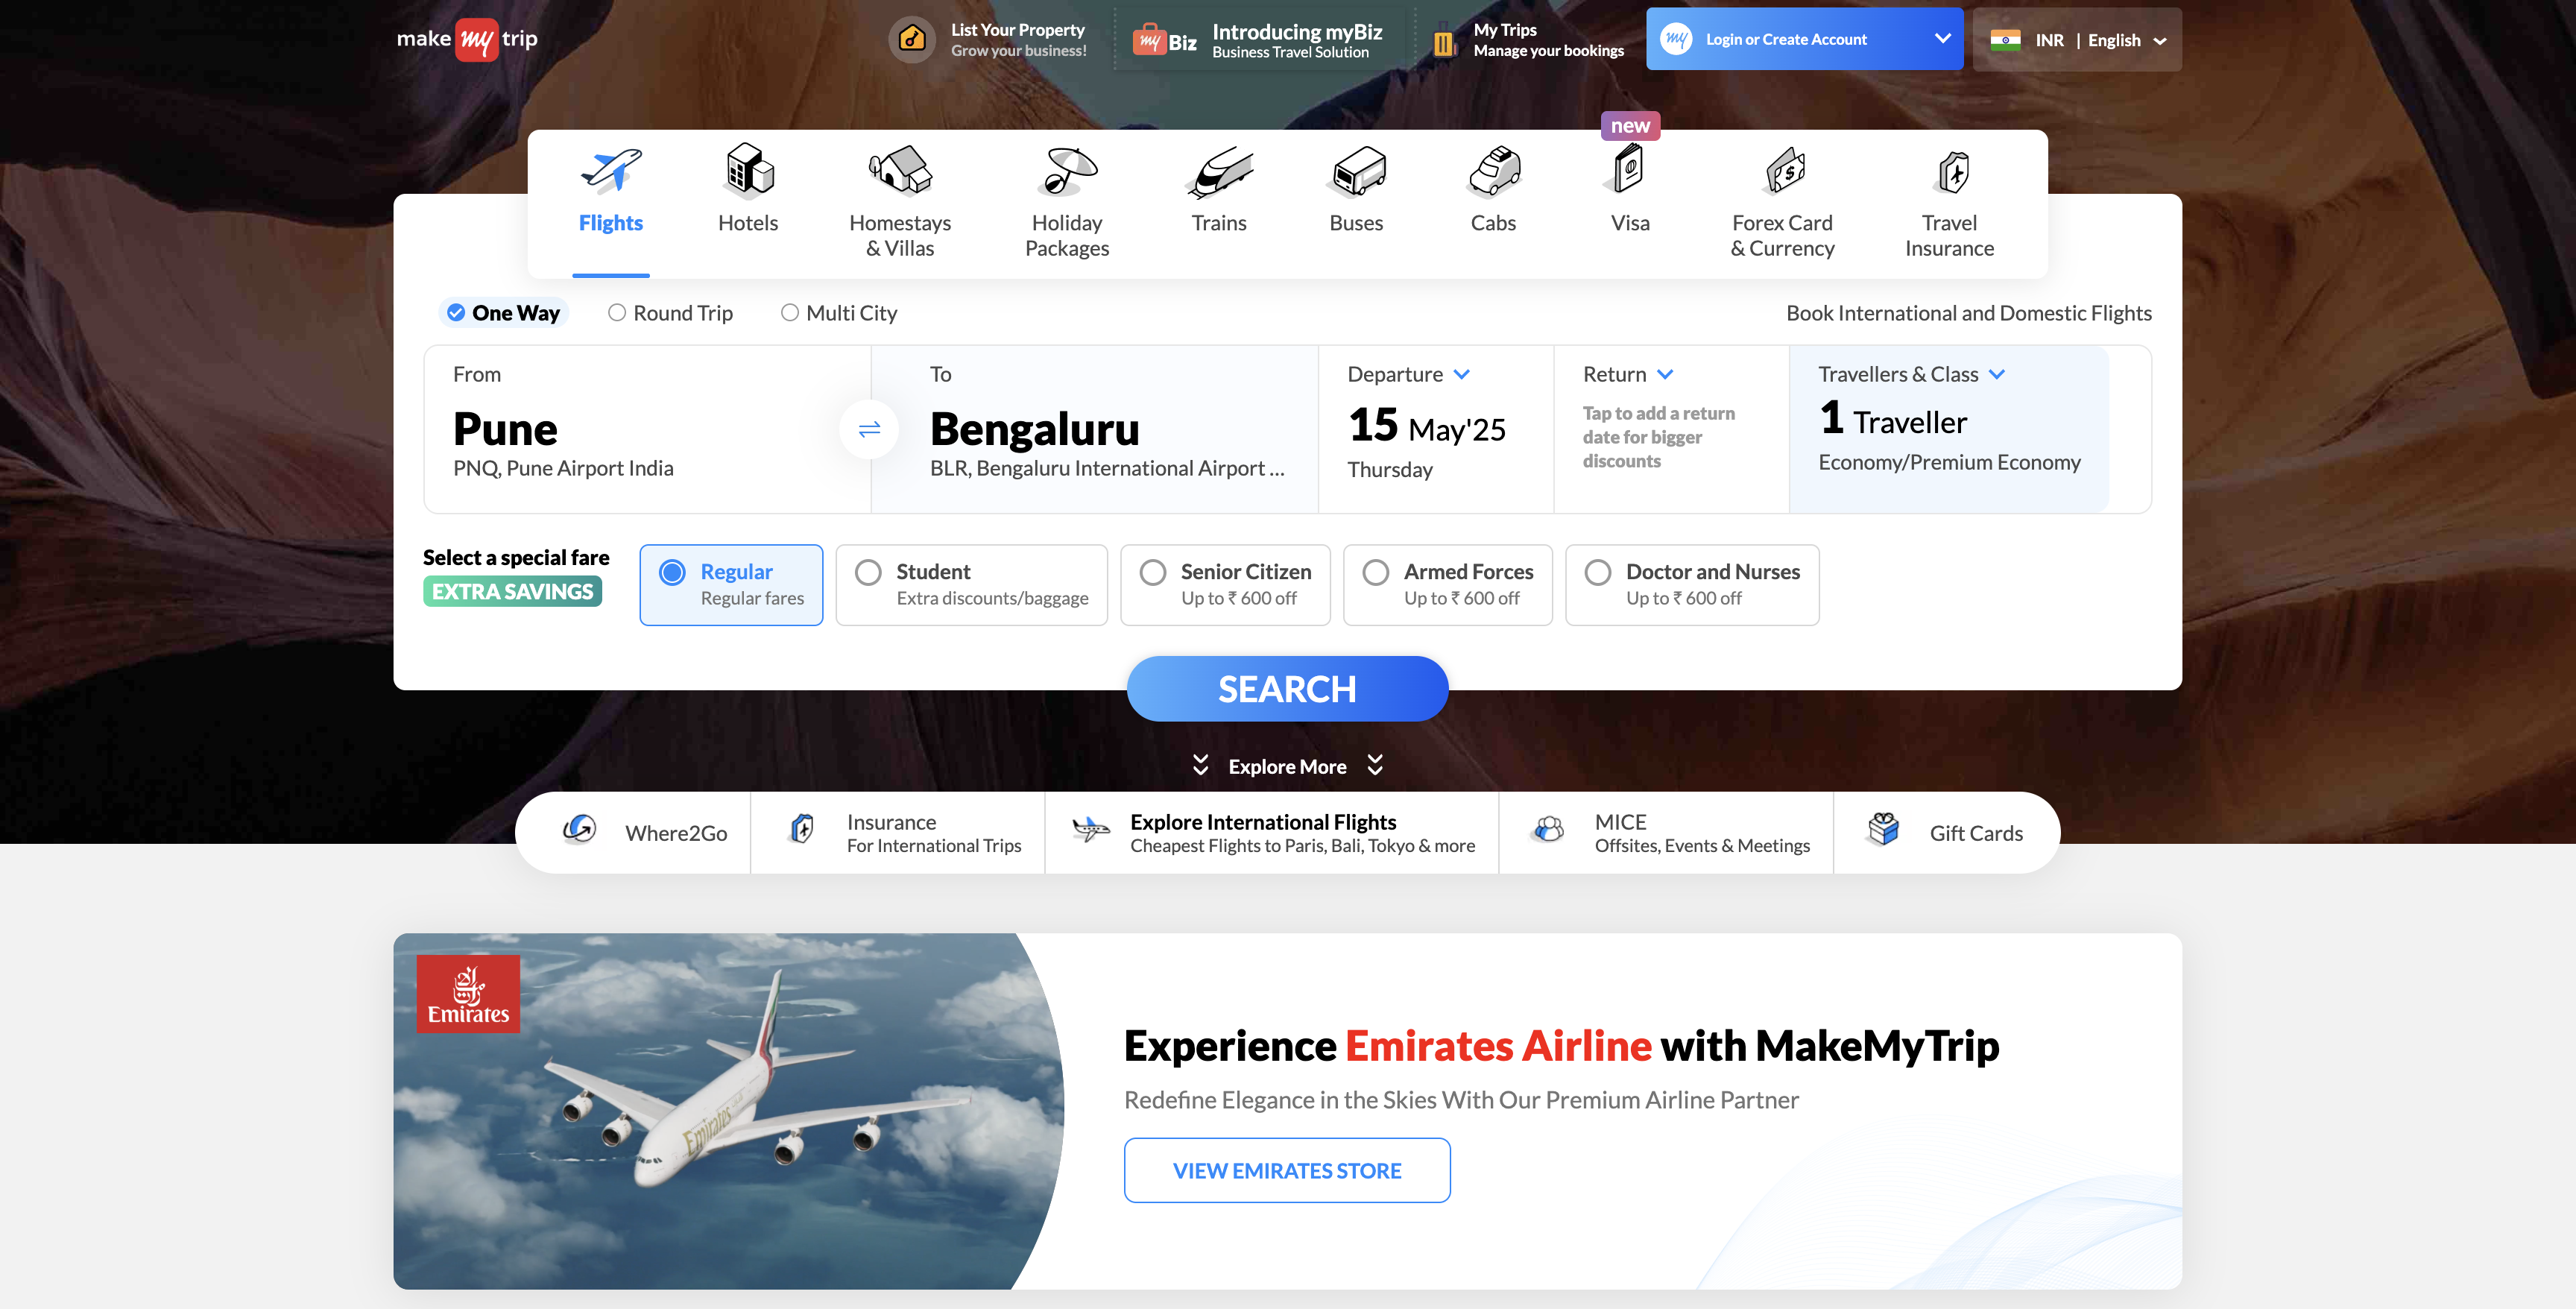 make my trip
List Your Property
Grow your business!
my Biz
Introducing myBiz
Business Travel Solution
My Trips
Manage your bookings
my
Login or Create Account
INR | English
new
Flights
Hotels
Homestays
& Villas
Holiday
Packages
Trains
Buses
Cabs
Visa
Forex Card
& Currency
Travel
Insurance
One Way
Round Trip
Multi City
Book International and Domestic Flights
From
Pune
PNQ, Pune Airport India
To
Bengaluru
BLR, Bengaluru International Airport ...
Departure
15 May'25
Thursday
Return
Tap to add a return
date for bigger
discounts
Travellers & Class
1 Traveller
Economy/Premium Economy
Select a special fare
EXTRA SAVINGS
Regular
Regular fares
Student
Extra discounts/baggage
Senior Citizen
Up to ₹ 600 off
Armed Forces
Up to ₹ 600 off
Doctor and Nurses
Up to ₹ 600 off
SEARCH
Explore More
Where2Go
Insurance
For International Trips
Explore International Flights
Cheapest Flights to Paris, Bali, Tokyo & more
MICE
Offsites, Events & Meetings
Gift Cards
Emirates
Emirates
Experience Emirates Airline with MakeMyTrip
Redefine Elegance in the Skies With Our Premium Airline Partner
VIEW EMIRATES STORE